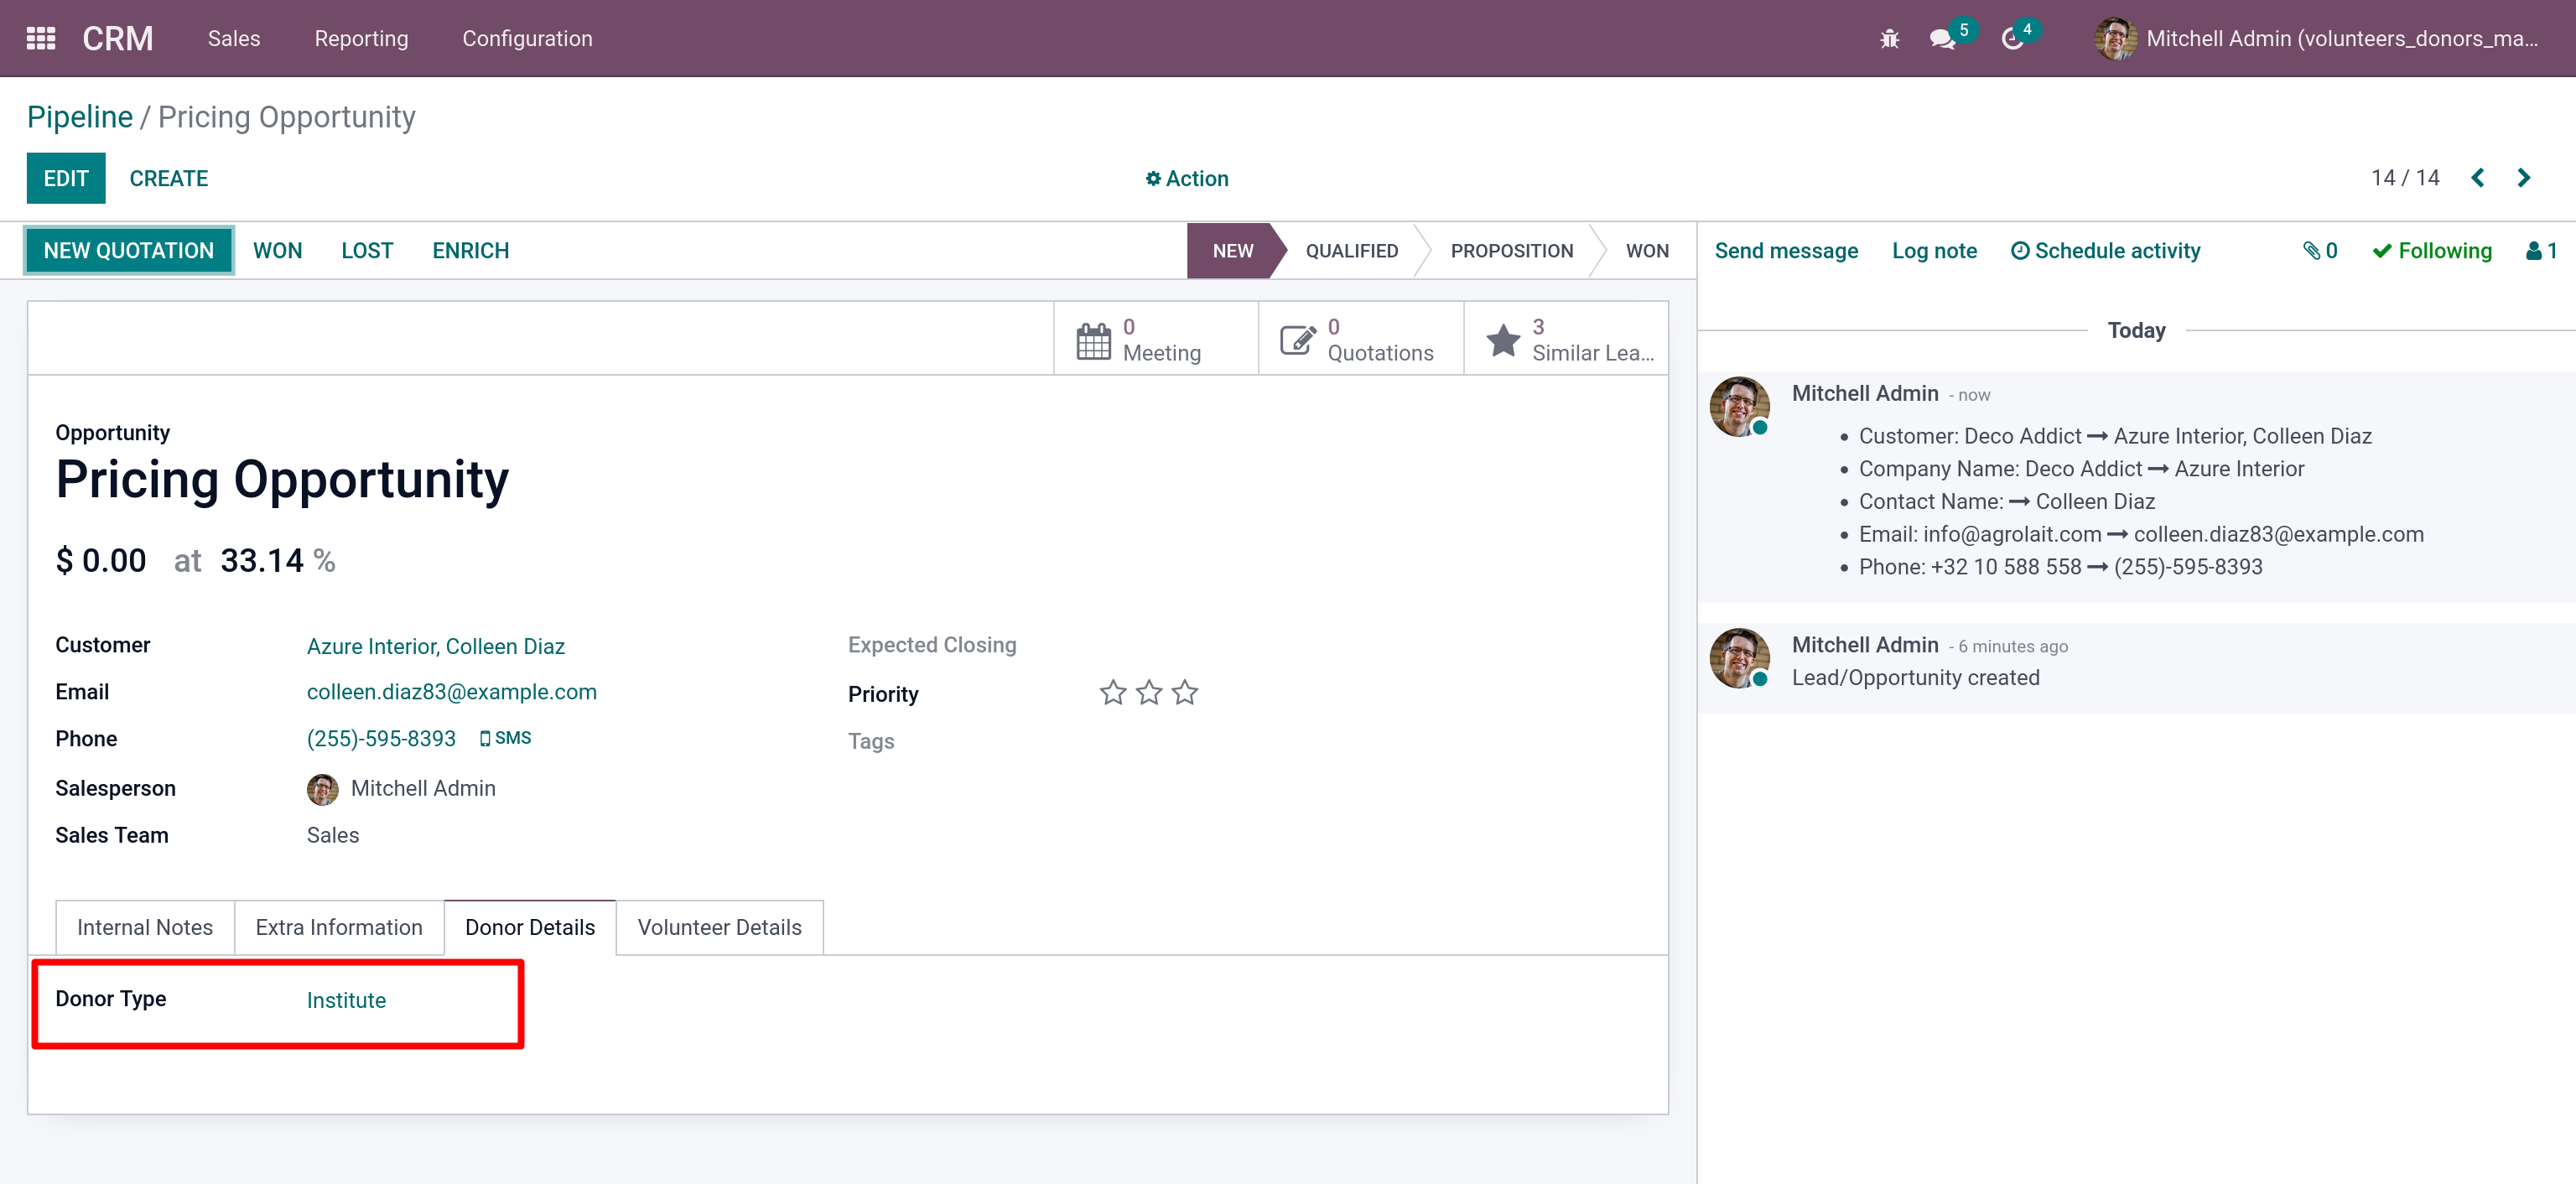 CRM Sales Reporting Configuration 5 4 Mitchell Admin (volunteers_donors_ma...
Pipeline / Pricing Opportunity
EDIT CREATE Action 14 / 14
NEW QUOTATION WON LOST ENRICH NEW QUALIFIED PROPOSITION WON
0 Meeting
0 Quotations
3 Similar Lea...
Opportunity
Pricing Opportunity
$ 0.00 at 33.14 %
Customer Azure Interior, Colleen Diaz
Email colleen.diaz83@example.com
Phone (255)-595-8393 SMS
Salesperson Mitchell Admin
Sales Team Sales
Expected Closing
Priority
Tags
Internal Notes Extra Information Donor Details Volunteer Details
Donor Type Institute
Send message Log note Schedule activity 0 Following 1
Today
Mitchell Admin - now
• Customer: Deco Addict → Azure Interior, Colleen Diaz
• Company Name: Deco Addict → Azure Interior
• Contact Name: → Colleen Diaz
• Email: info@agrolait.com → colleen.diaz83@example.com
• Phone: +32 10 588 558 → (255)-595-8393
Mitchell Admin - 6 minutes ago
Lead/Opportunity created